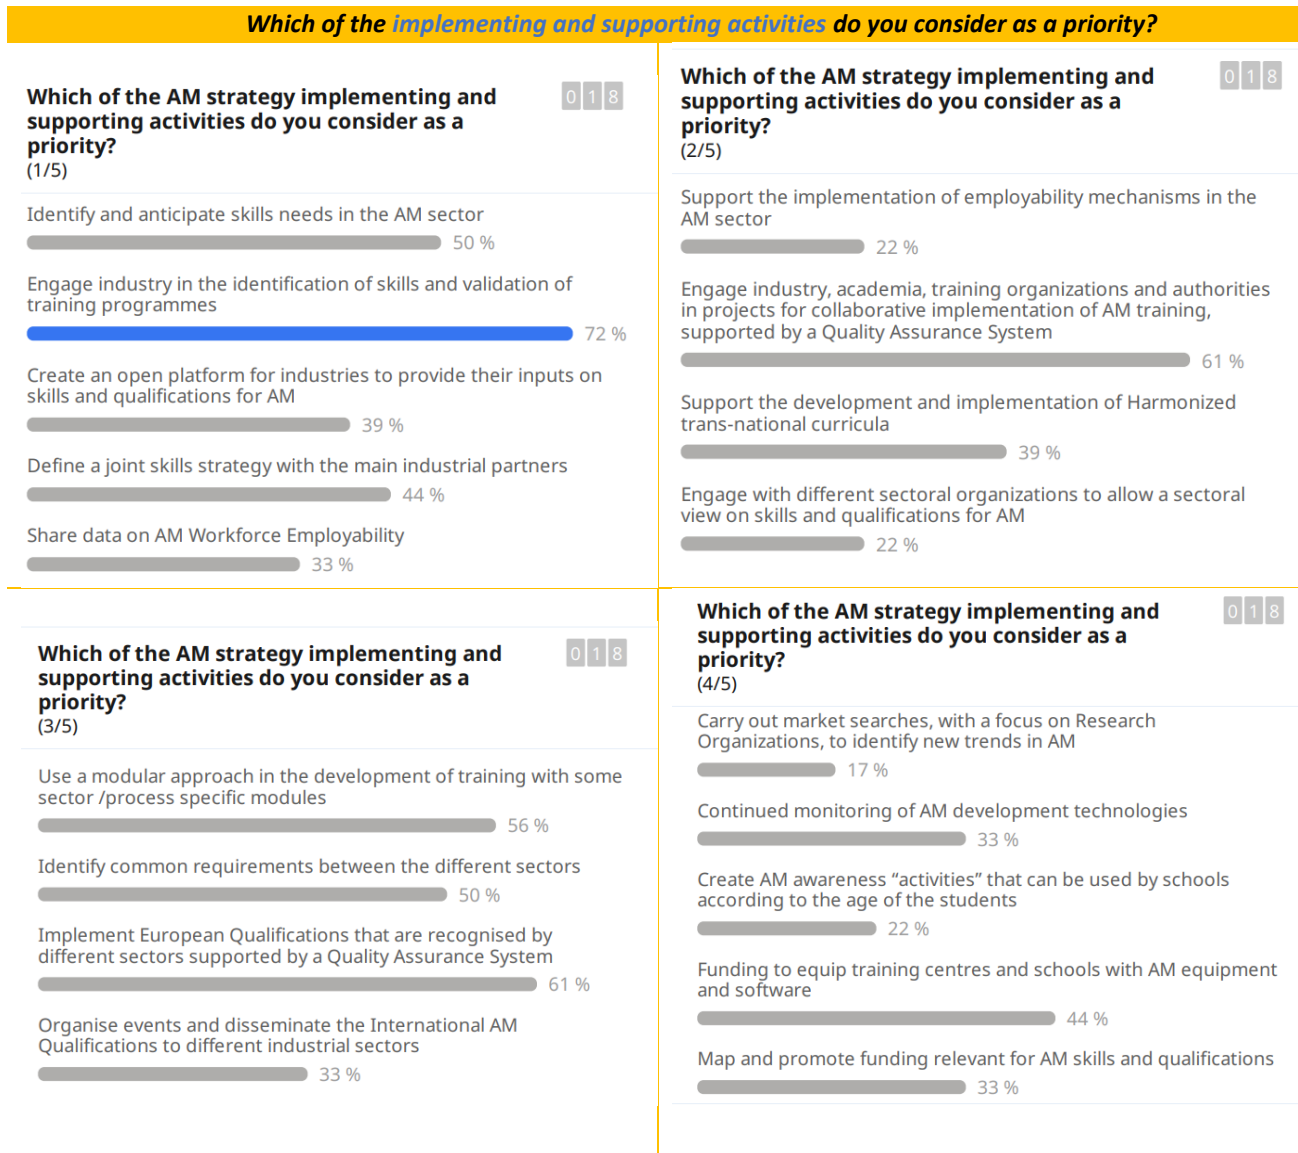 Which of the implementing and supporting activities do you consider as a priority?
Which of the AM strategy implementing and
supporting activities do you consider as a
priority?
(1/5)
018
Identify and anticipate skills needs in the AM sector
50 %
Engage industry in the identification of skills and validation of
training programmes
72 %
Create an open platform for industries to provide their inputs on
skills and qualifications for AM
39 %
Define a joint skills strategy with the main industrial partners
44 %
Share data on AM Workforce Employability
33 %
Which of the AM strategy implementing and
supporting activities do you consider as a
priority?
(2/5)
018
Support the implementation of employability mechanisms in the
AM sector
22 %
Engage industry, academia, training organizations and authorities
in projects for collaborative implementation of AM training,
supported by a Quality Assurance System
61 %
Support the development and implementation of Harmonized
trans-national curricula
39 %
Engage with different sectoral organizations to allow a sectoral
view on skills and qualifications for AM
22 %
Which of the AM strategy implementing and
supporting activities do you consider as a
priority?
(3/5)
018
Use a modular approach in the development of training with some
sector /process specific modules
56 %
Identify common requirements between the different sectors
50 %
Implement European Qualifications that are recognised by
different sectors supported by a Quality Assurance System
61 %
Organise events and disseminate the International AM
Qualifications to different industrial sectors
33 %
Which of the AM strategy implementing and
supporting activities do you consider as a
priority?
(4/5)
018
Carry out market searches, with a focus on Research
Organizations, to identify new trends in AM
17 %
Continued monitoring of AM development technologies
33 %
Create AM awareness “activities” that can be used by schools
according to the age of the students
22 %
Funding to equip training centres and schools with AM equipment
and software
44 %
Map and promote funding relevant for AM skills and qualifications
33 %